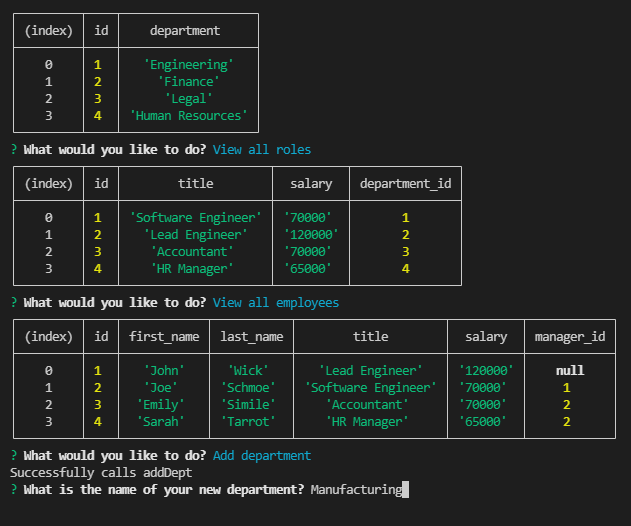 (index) id department
0 1 'Engineering'
1 2 'Finance'
2 3 'Legal'
3 4 'Human Resources'
? What would you like to do? View all roles
(index) id title salary department_id
0 1 'Software Engineer' '70000' 1
1 2 'Lead Engineer' '120000' 2
2 3 'Accountant' '70000' 3
3 4 'HR Manager' '65000' 4
? What would you like to do? View all employees
(index) id first_name last_name title salary manager_id
0 1 'John' 'Wick' 'Lead Engineer' '120000' null
1 2 'Joe' 'Schmoe' 'Software Engineer' '70000' 1
2 3 'Emily' 'Simile' 'Accountant' '70000' 2
3 4 'Sarah' 'Tarrot' 'HR Manager' '65000' 2
? What would you like to do? Add department
Successfully calls addDept
? What is the name of your new department? Manufacturing